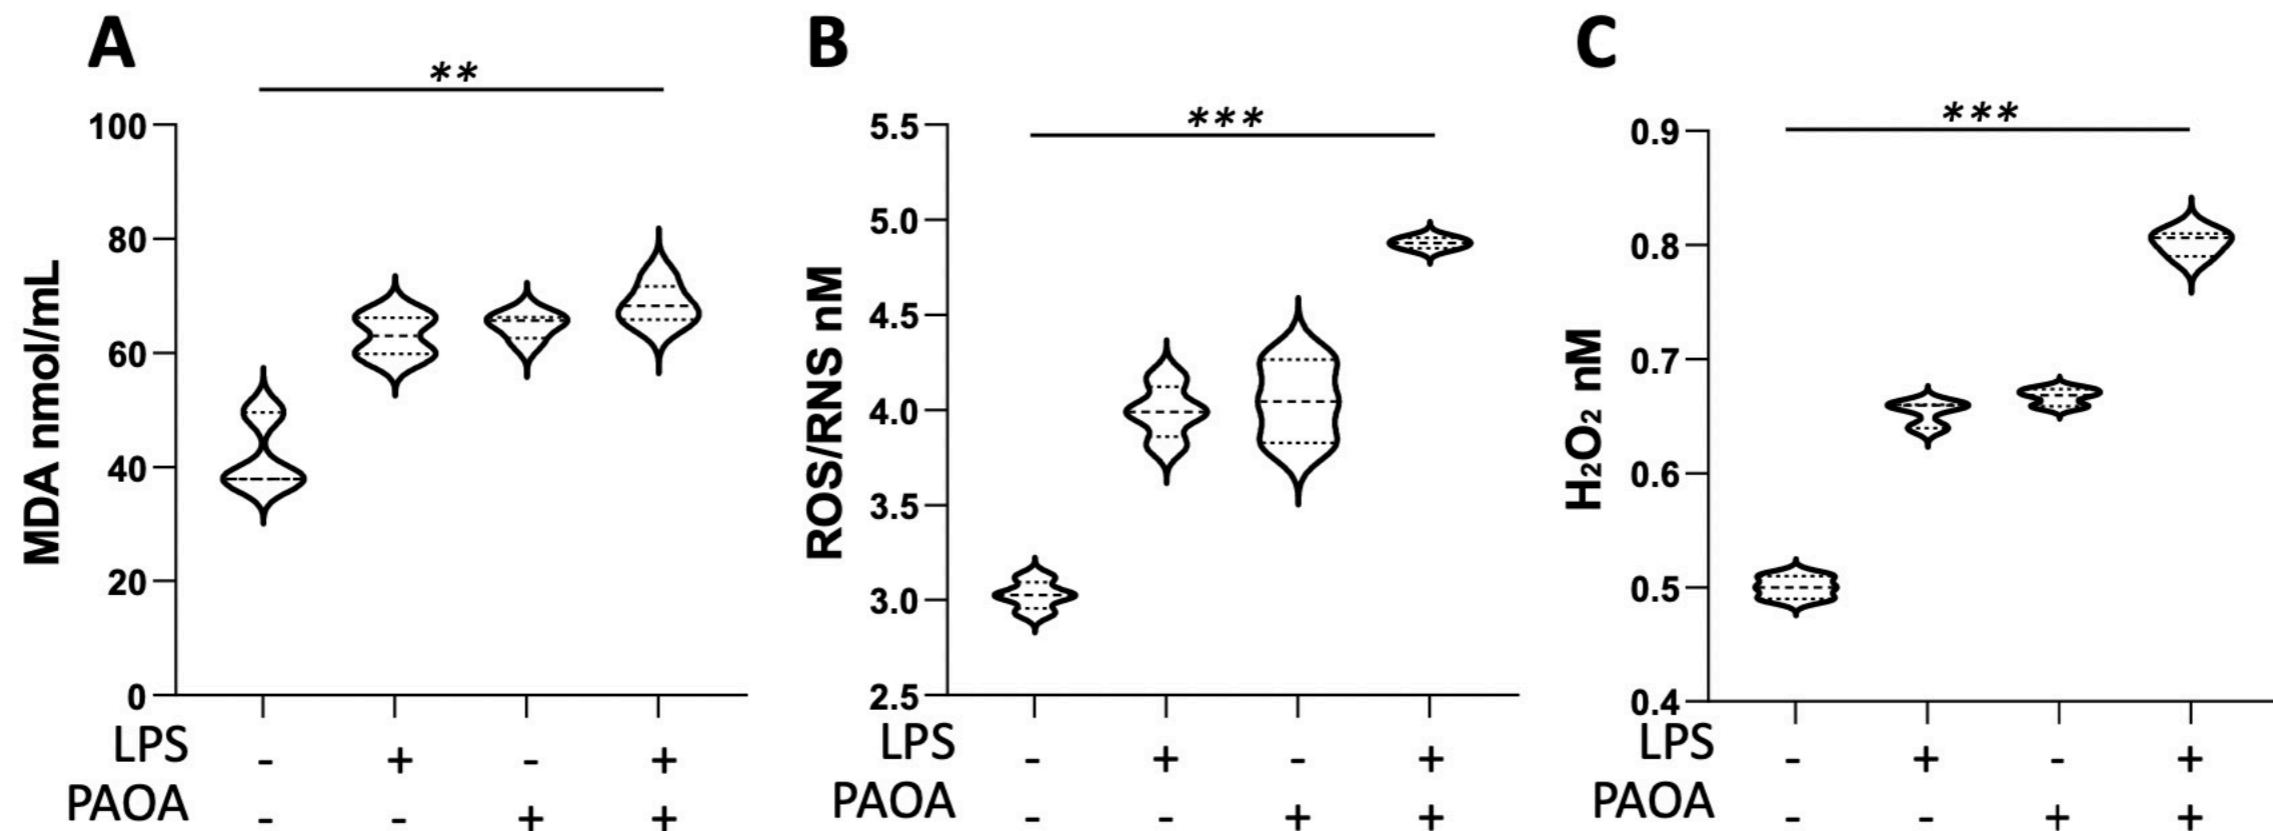 A
**
MDA nmol/mL
100
80
60
40
20
0
LPS - + - +
PAOA - - + +
B
***
ROS/RNS nM
5.5
5.0
4.5
4.0
3.5
3.0
2.5
LPS - + - +
PAOA - - + +
C
***
H₂O₂ nM
0.9
0.8
0.7
0.6
0.5
0.4
LPS - + - +
PAOA - - + +